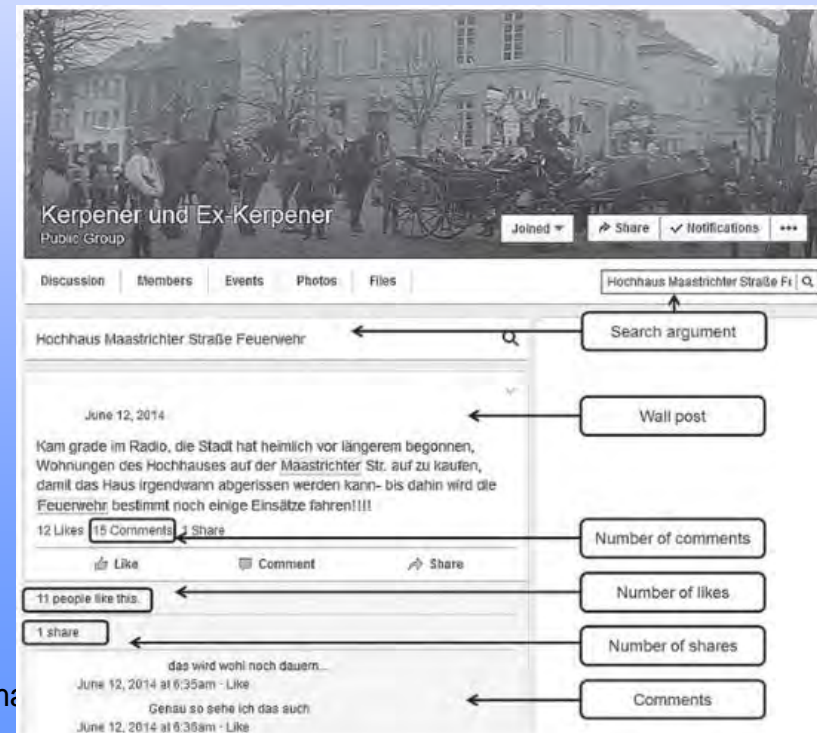 Kerpener und Ex-Kerpener
Public Group
Joined Share Notifications
Discussion Members Events Photos Files
Hochhaus Maastrichter Straße
Search argument
Hochhaus Maastrichter Straße Feuerwehr
Wall post
June 12, 2014
Kam grade im Radio, die Stadt hat heimlich vor längerem begonnen,
Wohnungen des Hochhauses auf der Maastrichter Str. auf zu kaufen,
damit das Haus irgendwann abgerissen werden kann- bis dahin wird die
Feuerwehr bestimmt noch einige Einsätze fahren!!!!
12 Likes 15 Comments 1 Share
Number of comments
Like Comment Share
11 people like this.
Number of likes
1 share
Number of shares
das wird wohl noch dauern...
June 12, 2014 at 6:35am · Like
Comments
Genau so sehe ich das auch
June 12, 2014 at 6:36am · Like